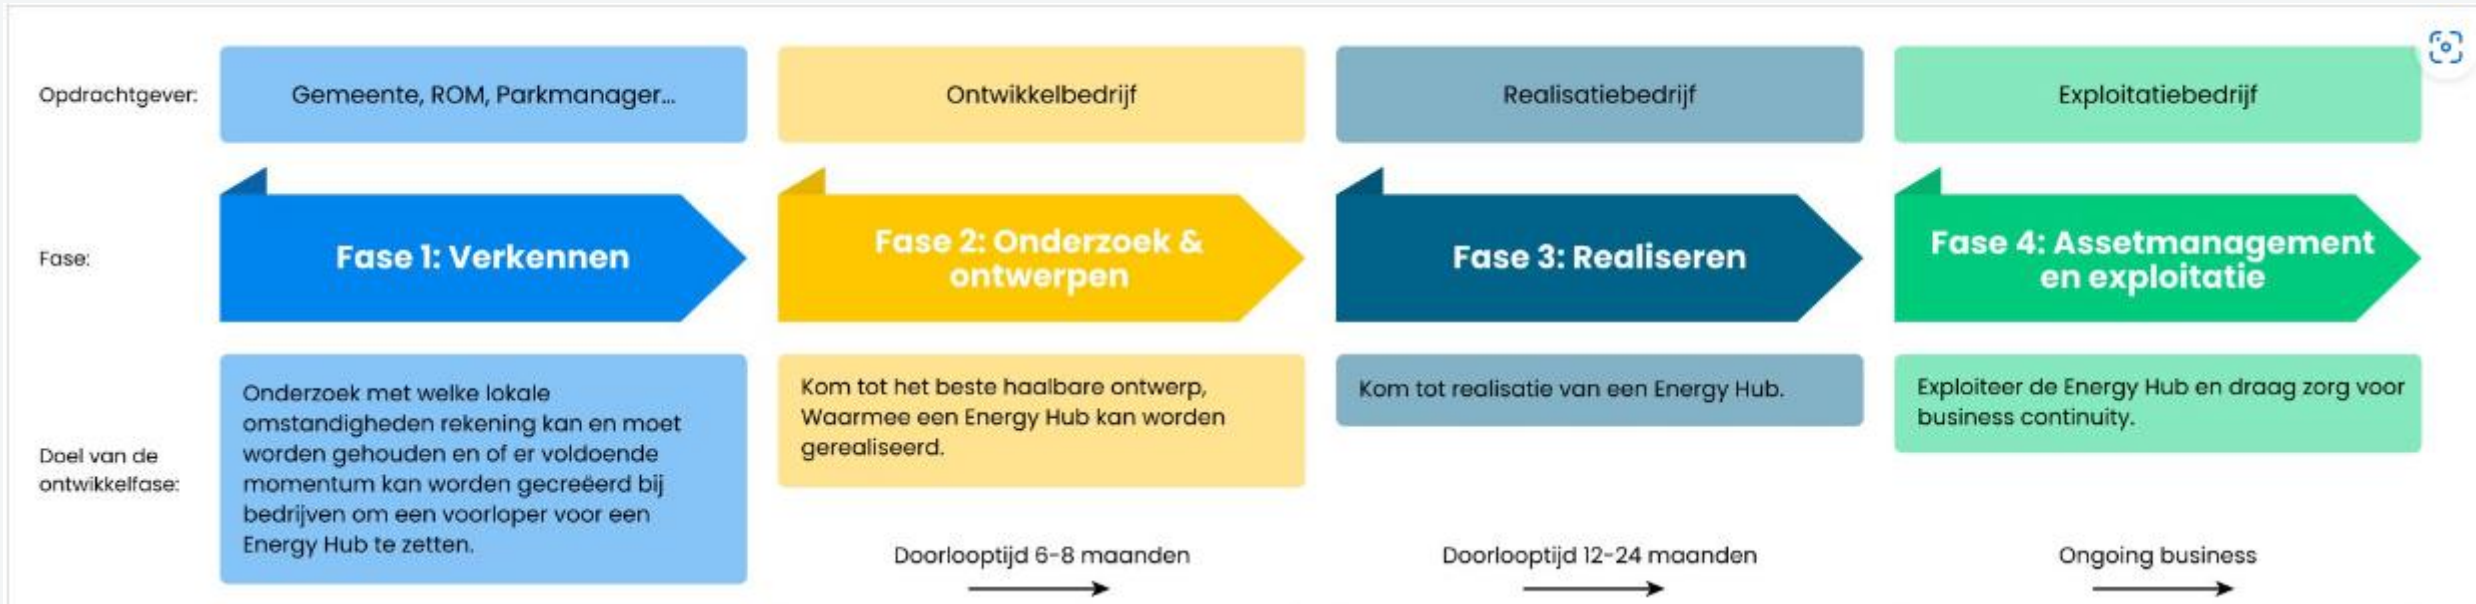 Opdrachtgever:
Gemeente, ROM, Parkmanager...
Ontwikkelbedrijf
Realisatiebedrijf
Exploitatiebedrijf
Fase:
Fase 1: Verkennen
Fase 2: Onderzoek &
ontwerpen
Fase 3: Realiseren
Fase 4: Assetmanagement
en exploitatie
Doel van de
ontwikkelfase:
Onderzoek met welke lokale
omstandigheden rekening kan en moet
worden gehouden en of er voldoende
momentum kan worden gecreëerd bij
bedrijven om een voorloper voor een
Energy Hub te zetten.
Kom tot het beste haalbare ontwerp,
Waarmee een Energy Hub kan worden
gerealiseerd.
Kom tot realisatie van een Energy Hub.
Exploiteer de Energy Hub en draag zorg voor
business continuity.
Doorlooptijd 6-8 maanden
Doorlooptijd 12-24 maanden
Ongoing business